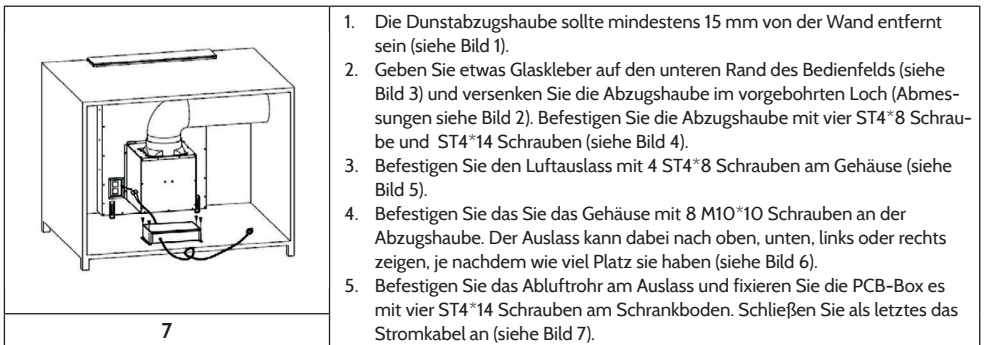 1. Die Dunstabzugshaube sollte mindestens 15 mm von der Wand entfernt
sein (siehe Bild 1).
2. Geben Sie etwas Glaskleber auf den unteren Rand des Bedienfelds (siehe
Bild 3) und versenken Sie die Abzugshaube im vorgebohrten Loch (Abmes-
sungen siehe Bild 2). Befestigen Sie die Abzugshaube mit vier ST4*8 Schrau-
be und ST4*14 Schrauben (siehe Bild 4).
3. Befestigen Sie den Luftauslass mit 4 ST4*8 Schrauben am Gehäuse (siehe
Bild 5).
4. Befestigen Sie das Sie das Gehäuse mit 8 M10*10 Schrauben an der
Abzugshaube. Der Auslass kann dabei nach oben, unten, links oder rechts
zeigen, je nachdem wie viel Platz sie haben (siehe Bild 6).
5. Befestigen Sie das Abluftrohr am Auslass und fixieren Sie die PCB-Box es
mit vier ST4*14 Schrauben am Schrankboden. Schließen Sie als letztes das
Stromkabel an (siehe Bild 7).
7